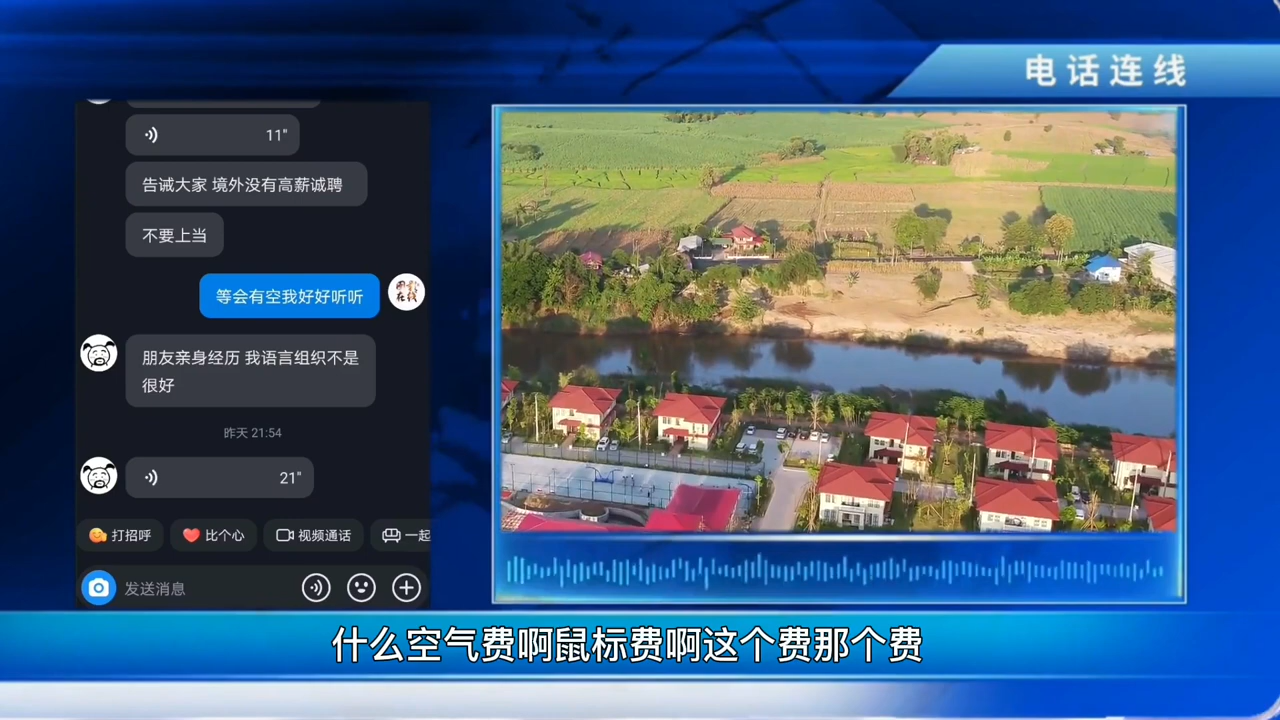 电话连线
11"
告诫大家 境外没有高薪诚聘
不要上当
等会有空我好好听听
在线
朋友亲身经历 我语言组织不是
很好
昨天 21:54
21"
打招呼
比个心
视频通话
一起
发送消息
什么空气费啊鼠标费啊这个费那个费